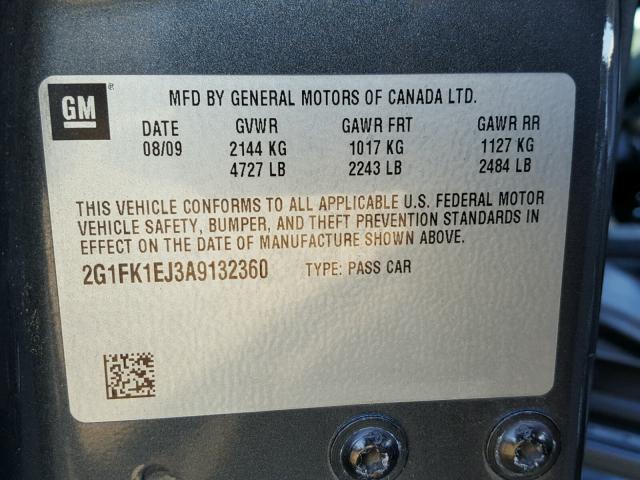 GM®
MFD BY GENERAL MOTORS OF CANADA LTD.
DATE GVWR GAWR FRT GAWR RR
08/09 2144 KG 1017 KG 1127 KG
4727 LB 2243 LB 2484 LB
THIS VEHICLE CONFORMS TO ALL APPLICABLE U.S. FEDERAL MOTOR
VEHICLE SAFETY, BUMPER, AND THEFT PREVENTION STANDARDS IN
EFFECT ON THE DATE OF MANUFACTURE SHOWN ABOVE.
2G1FK1EJ3A9132360 TYPE: PASS CAR